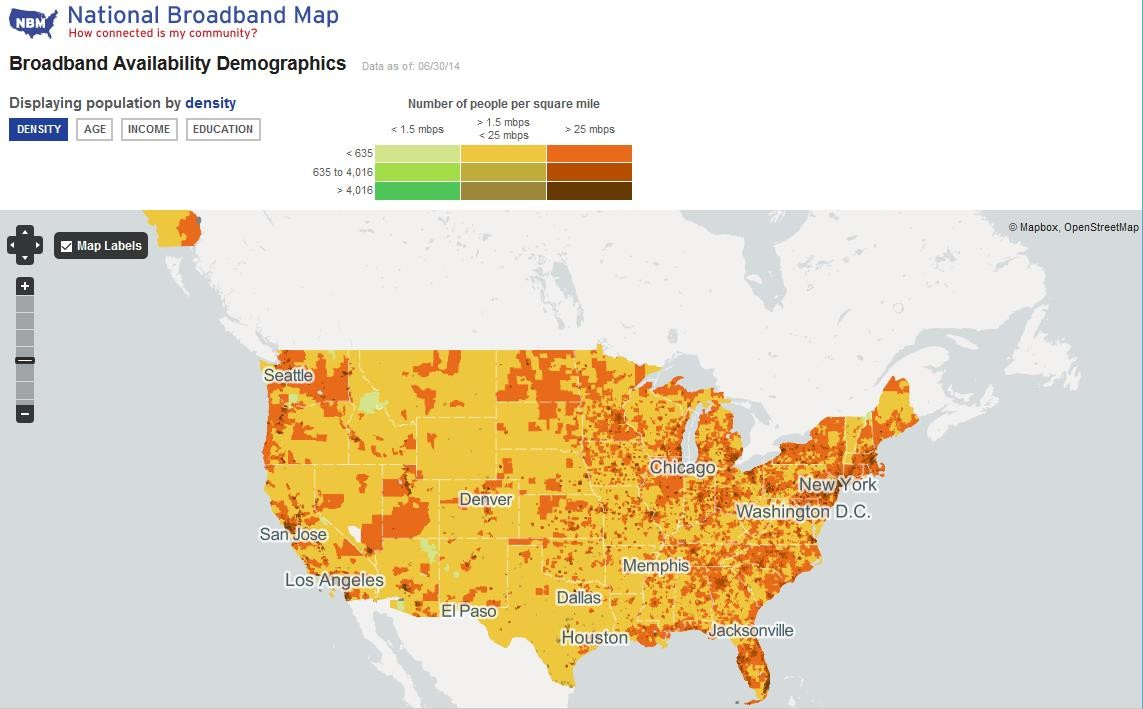 NBM
National Broadband Map
How connected is my community?
Broadband Availability Demographics
Data as of: 06/30/14
Displaying population by density
DENSITY
AGE
INCOME
EDUCATION
Number of people per square mile
< 1.5 mbps
> 1.5 mbps
< 25 mbps
> 25 mbps
< 635
635 to 4,016
> 4,016
Map Labels
© Mapbox, OpenStreetMap
+
-
Seattle
Chicago
New York
Denver
Washington D.C.
San Jose
Memphis
Los Angeles
Dallas
El Paso
Jacksonville
Houston